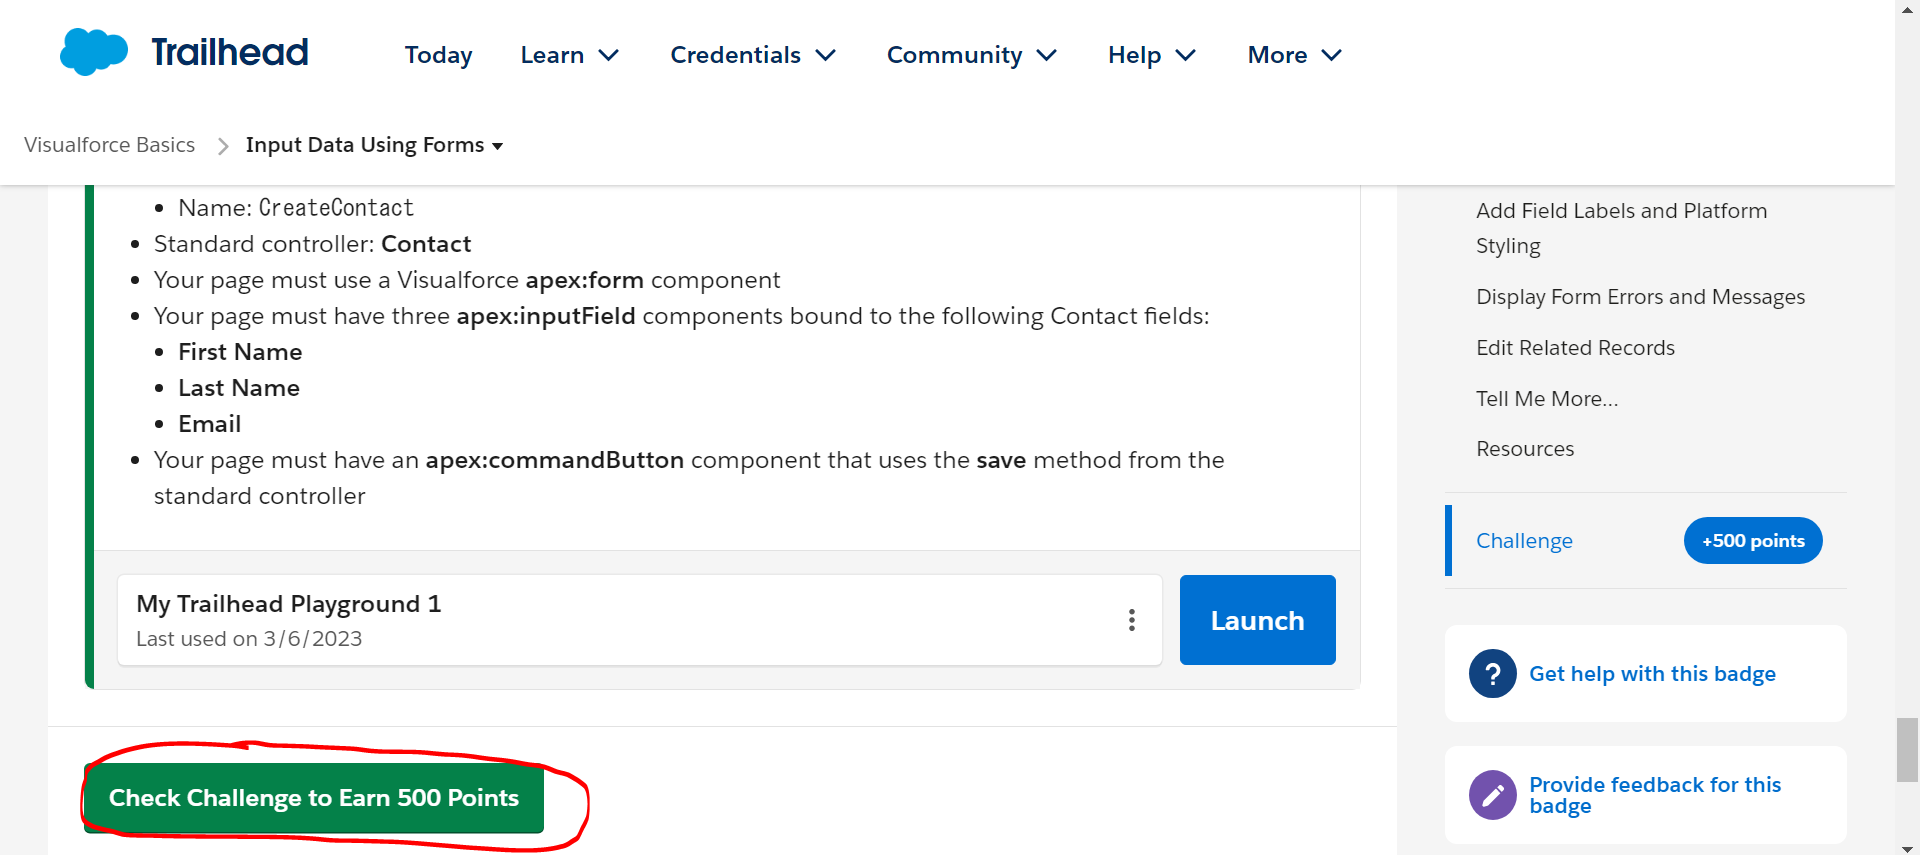 Trailhead
Today Learn Credentials Community Help More
Visualforce Basics Input Data Using Forms
Name: CreateContact
Standard controller: Contact
Your page must use a Visualforce apex:form component
Your page must have three apex:inputField components bound to the following Contact fields:
First Name
Last Name
Email
Your page must have an apex:commandButton component that uses the save method from the
standard controller
My Trailhead Playground 1
Last used on 3/6/2023
Launch
Check Challenge to Earn 500 Points
Add Field Labels and Platform
Styling
Display Form Errors and Messages
Edit Related Records
Tell Me More...
Resources
Challenge +500 points
? Get help with this badge
Provide feedback for this
badge